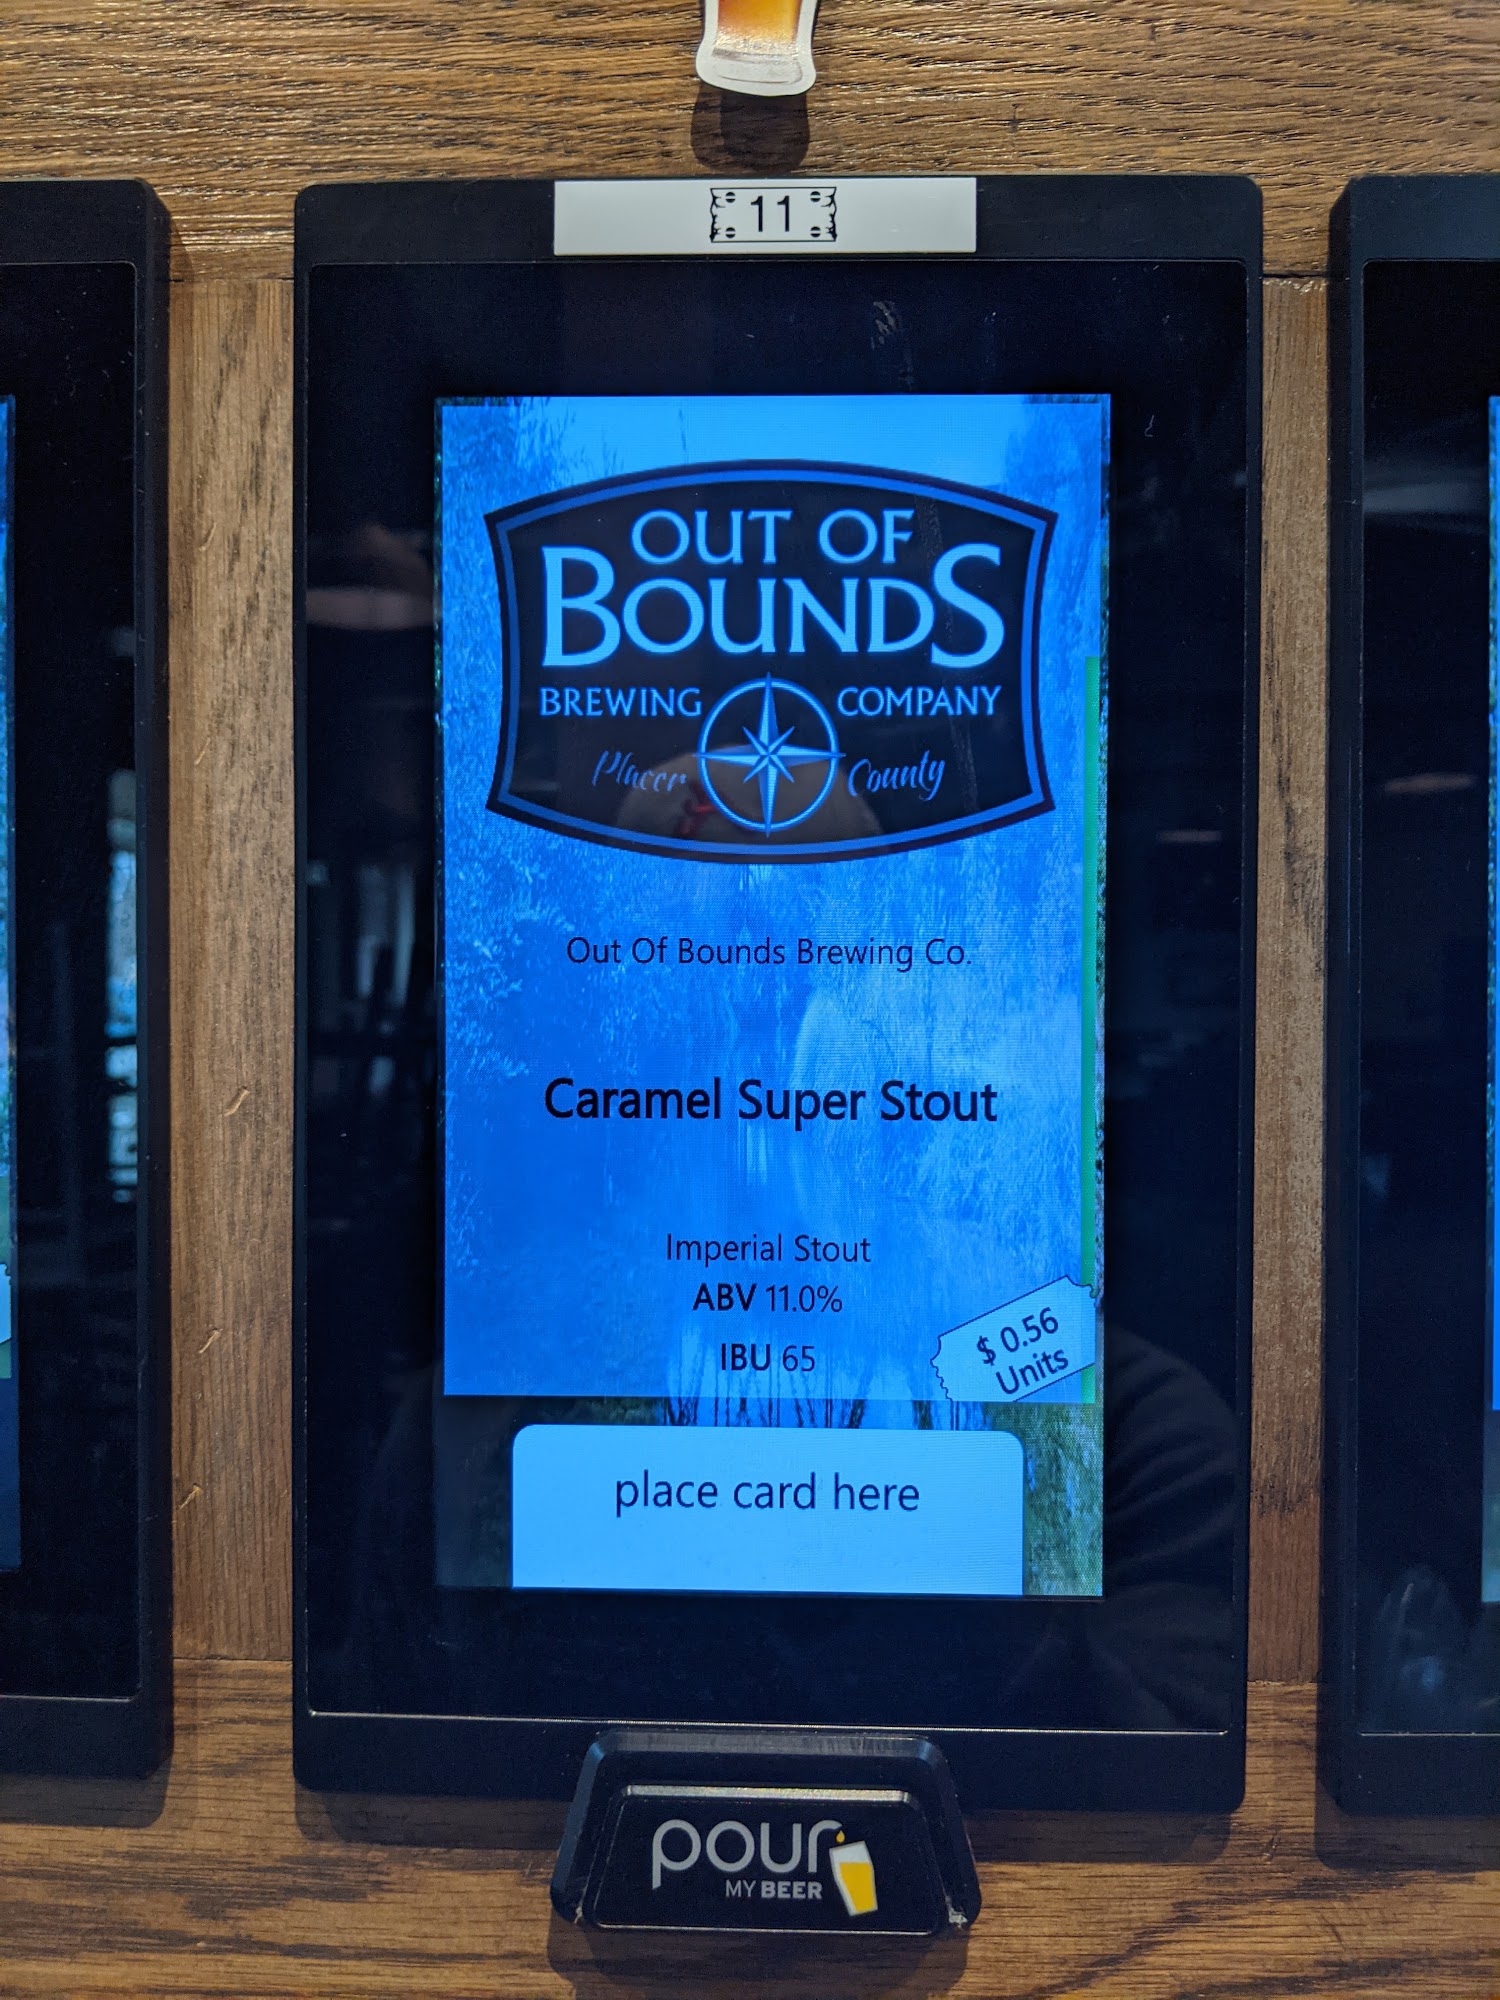 11
OUT OF
BOUNDS
BREWING COMPANY
Placer County
Out Of Bounds Brewing Co.
Caramel Super Stout
Imperial Stout
ABV 11.0%
IBU 65
$ 0.56
Units
place card here
pour
MY BEER